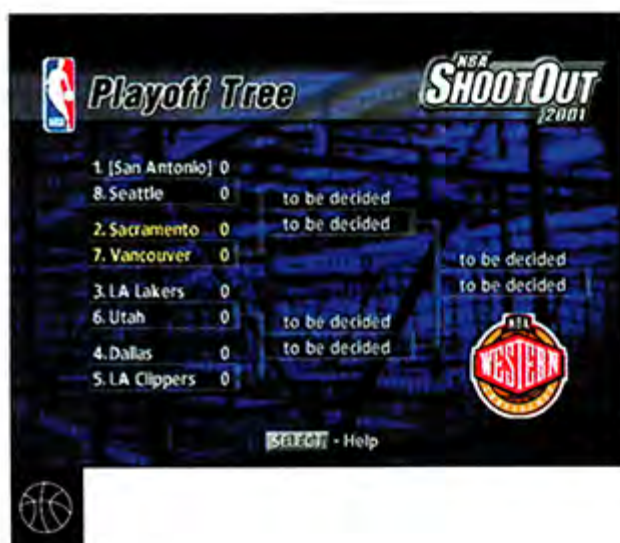 NBA
Playoff Tree
NBA
SHOOTOUT
2001
1. [San Antonio] 0
8. Seattle 0
to be decided
to be decided
2. Sacramento 0
7. Vancouver 0
to be decided
to be decided
3. LA Lakers 0
6. Utah 0
to be decided
to be decided
4. Dallas 0
5. LA Clippers 0
NBA
WESTERN
SELECT - Help